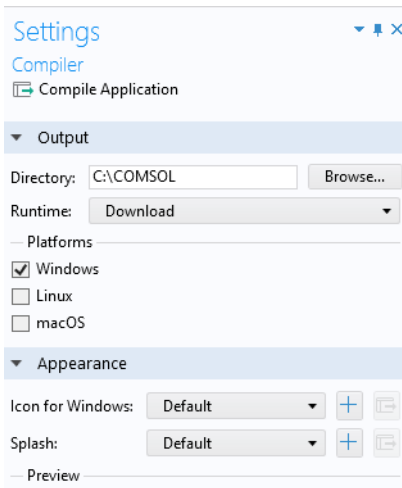 Settings
Compiler
Compile Application
Output
Directory: C:\COMSOL Browse...
Runtime: Download
Platforms
Windows
Linux
macOS
Appearance
Icon for Windows: Default
Splash: Default
Preview